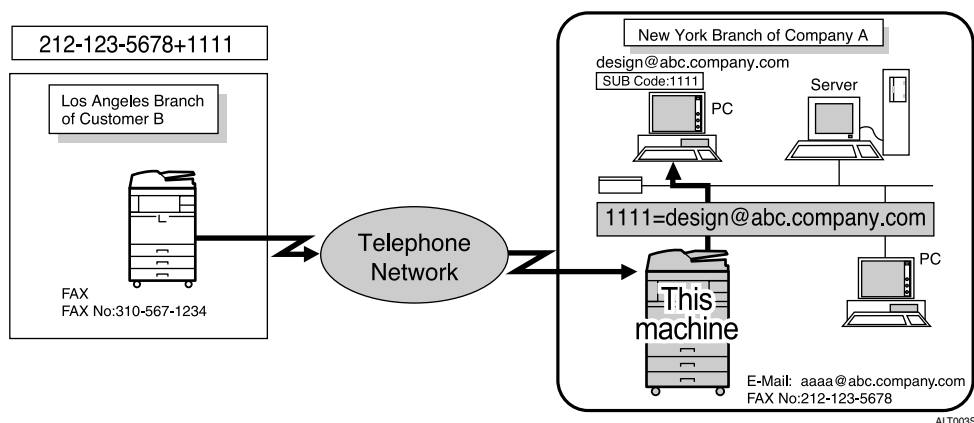 212-123-5678+1111
Los Angeles Branch
of Customer B
FAX
FAX No:310-567-1234
Telephone
Network
New York Branch of Company A
design@abc.company.com
SUB Code:1111
PC
Server
1111=design@abc.company.com
PC
This
machine
E-Mail: aaaa@abc.company.com
FAX No:212-123-5678
ALT003S